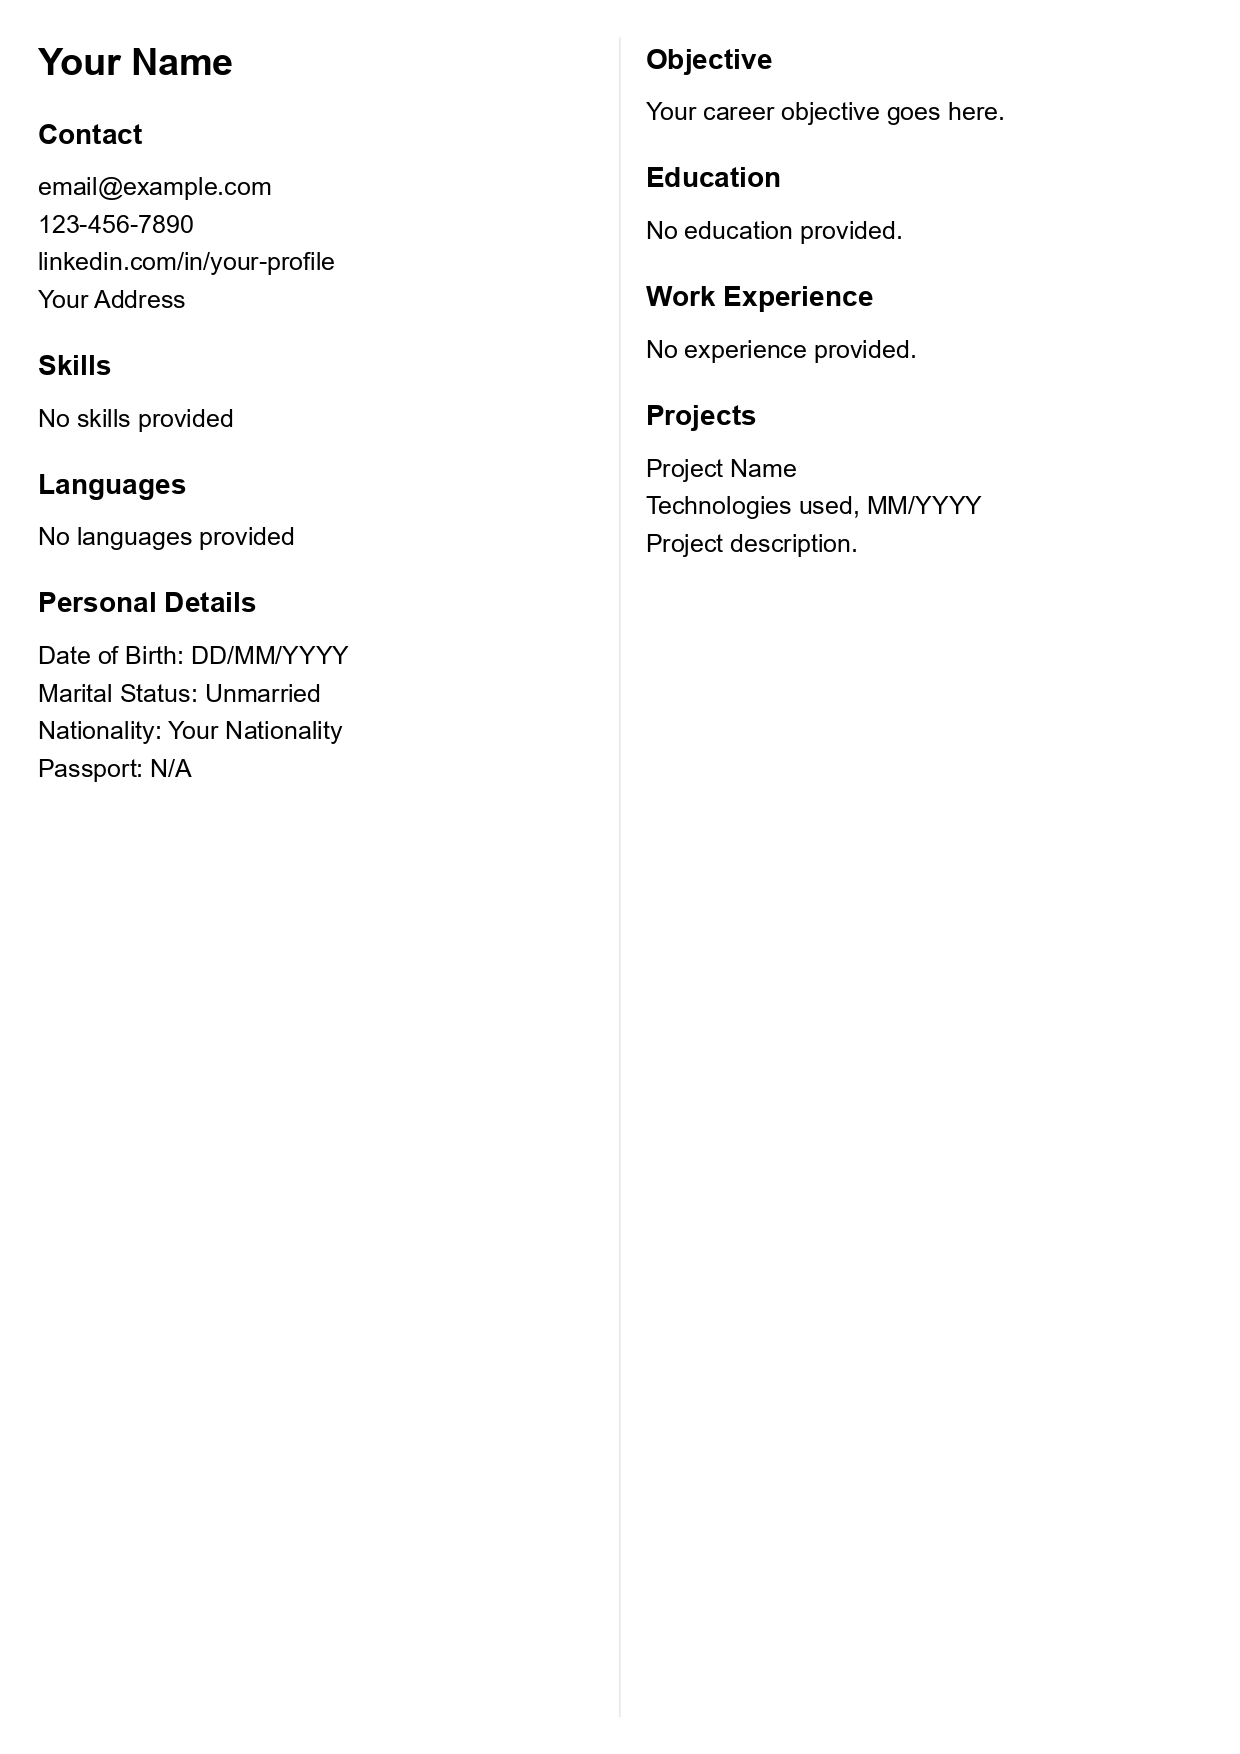 Your Name
Contact
email@example.com
123-456-7890
linkedin.com/in/your-profile
Your Address
Skills
No skills provided
Languages
No languages provided
Personal Details
Date of Birth: DD/MM/YYYY
Marital Status: Unmarried
Nationality: Your Nationality
Passport: N/A
Objective
Your career objective goes here.
Education
No education provided.
Work Experience
No experience provided.
Projects
Project Name
Technologies used, MM/YYYY
Project description.